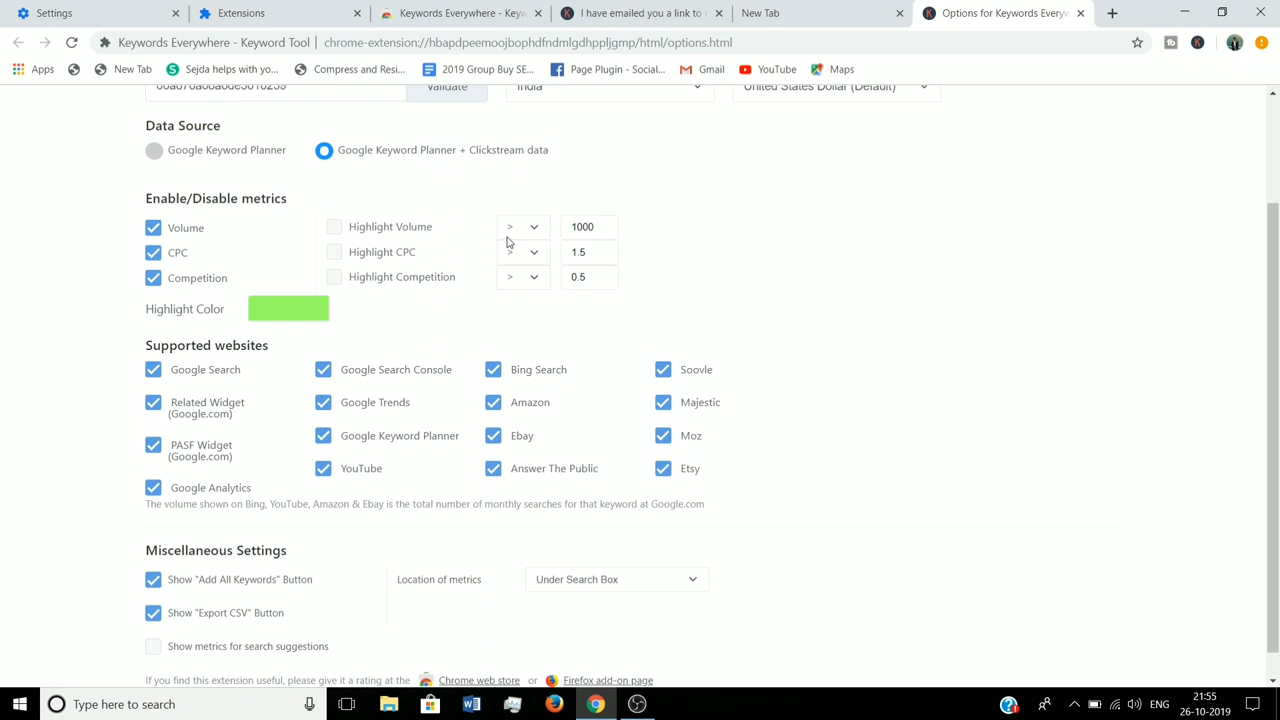 Settings
Extensions
Keywords Everywhere - Keyw
I have emailed you a link to r
New Tab
Options for Keywords Everyw
Keywords Everywhere - Keyword Tool
chrome-extension://hbapdpeemoojbophdfndmlgdhppljgmp/html/options.html
Apps
New Tab
Sejda helps with yo...
Compress and Resi...
2019 Group Buy SE...
Page Plugin - Social...
Gmail
YouTube
Maps
Validate
India
United States Dollar (Default)
Data Source
Google Keyword Planner
Google Keyword Planner + Clickstream data
Enable/Disable metrics
Volume
Highlight Volume
>
1000
CPC
Highlight CPC
>
1.5
Competition
Highlight Competition
>
0.5
Highlight Color
Supported websites
Google Search
Google Search Console
Bing Search
Soovle
Related Widget
(Google.com)
Google Trends
Amazon
Majestic
PASF Widget
(Google.com)
Google Keyword Planner
Ebay
Moz
YouTube
Answer The Public
Etsy
Google Analytics
The volume shown on Bing, YouTube, Amazon & Ebay is the total number of monthly searches for that keyword at Google.com
Miscellaneous Settings
Show "Add All Keywords" Button
Location of metrics
Under Search Box
Show "Export CSV" Button
Show metrics for search suggestions
If you find this extension useful, please give it a rating at the Chrome web store or Firefox add-on page
Type here to search
ENG
21:55
26-10-2019